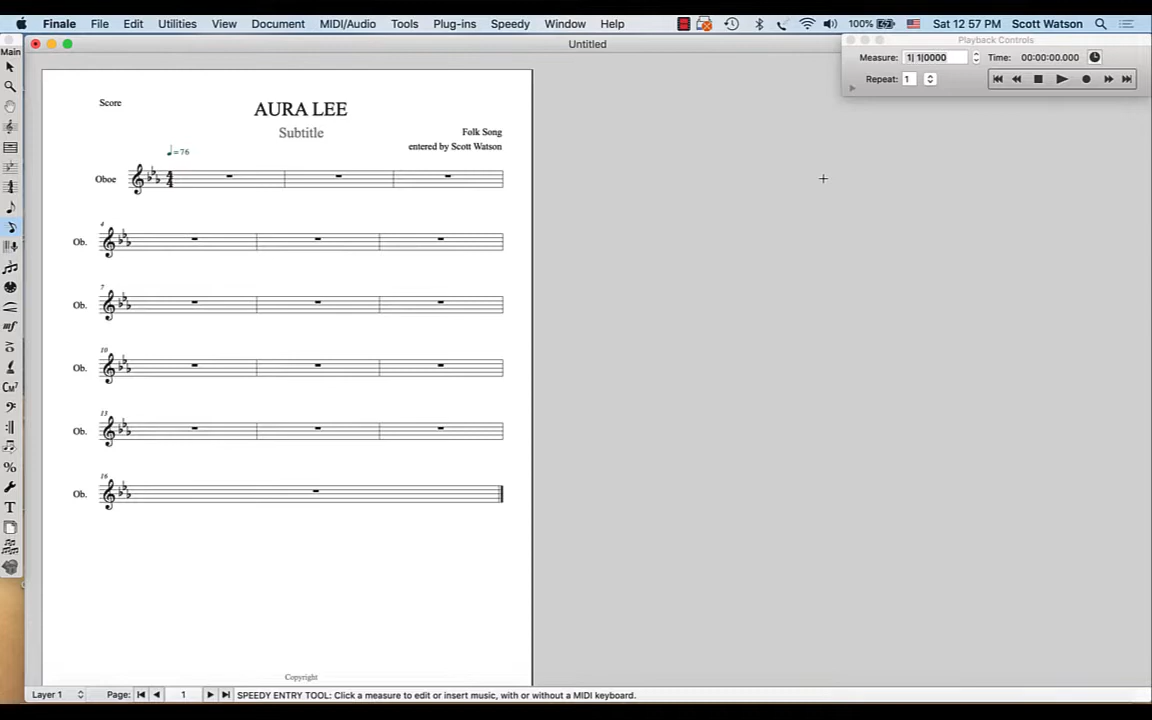 Finale File Edit Utilities View Document MIDI/Audio Tools Plug-ins Speedy Window Help 100% Sat 12:57 PM Scott Watson
Untitled
Main
Playback Controls
Measure: 1| 1|0000 Time: 00:00:00.000
Repeat: 1
Score
AURA LEE
Subtitle
Folk Song
entered by Scott Watson
=76
Oboe
4
Ob.
7
Ob.
10
Ob.
13
Ob.
16
Ob.
Copyright
Layer 1 Page: 1 SPEEDY ENTRY TOOL: Click a measure to edit or insert music, with or without a MIDI keyboard.